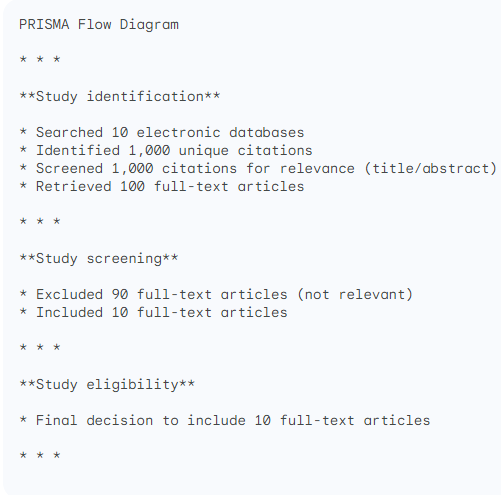 PRISMA Flow Diagram
* * *
**Study identification**
* Searched 10 electronic databases
* Identified 1,000 unique citations
* Screened 1,000 citations for relevance (title/abstract)
* Retrieved 100 full-text articles
* * *
**Study screening**
* Excluded 90 full-text articles (not relevant)
* Included 10 full-text articles
* * *
**Study eligibility**
* Final decision to include 10 full-text articles
* * *